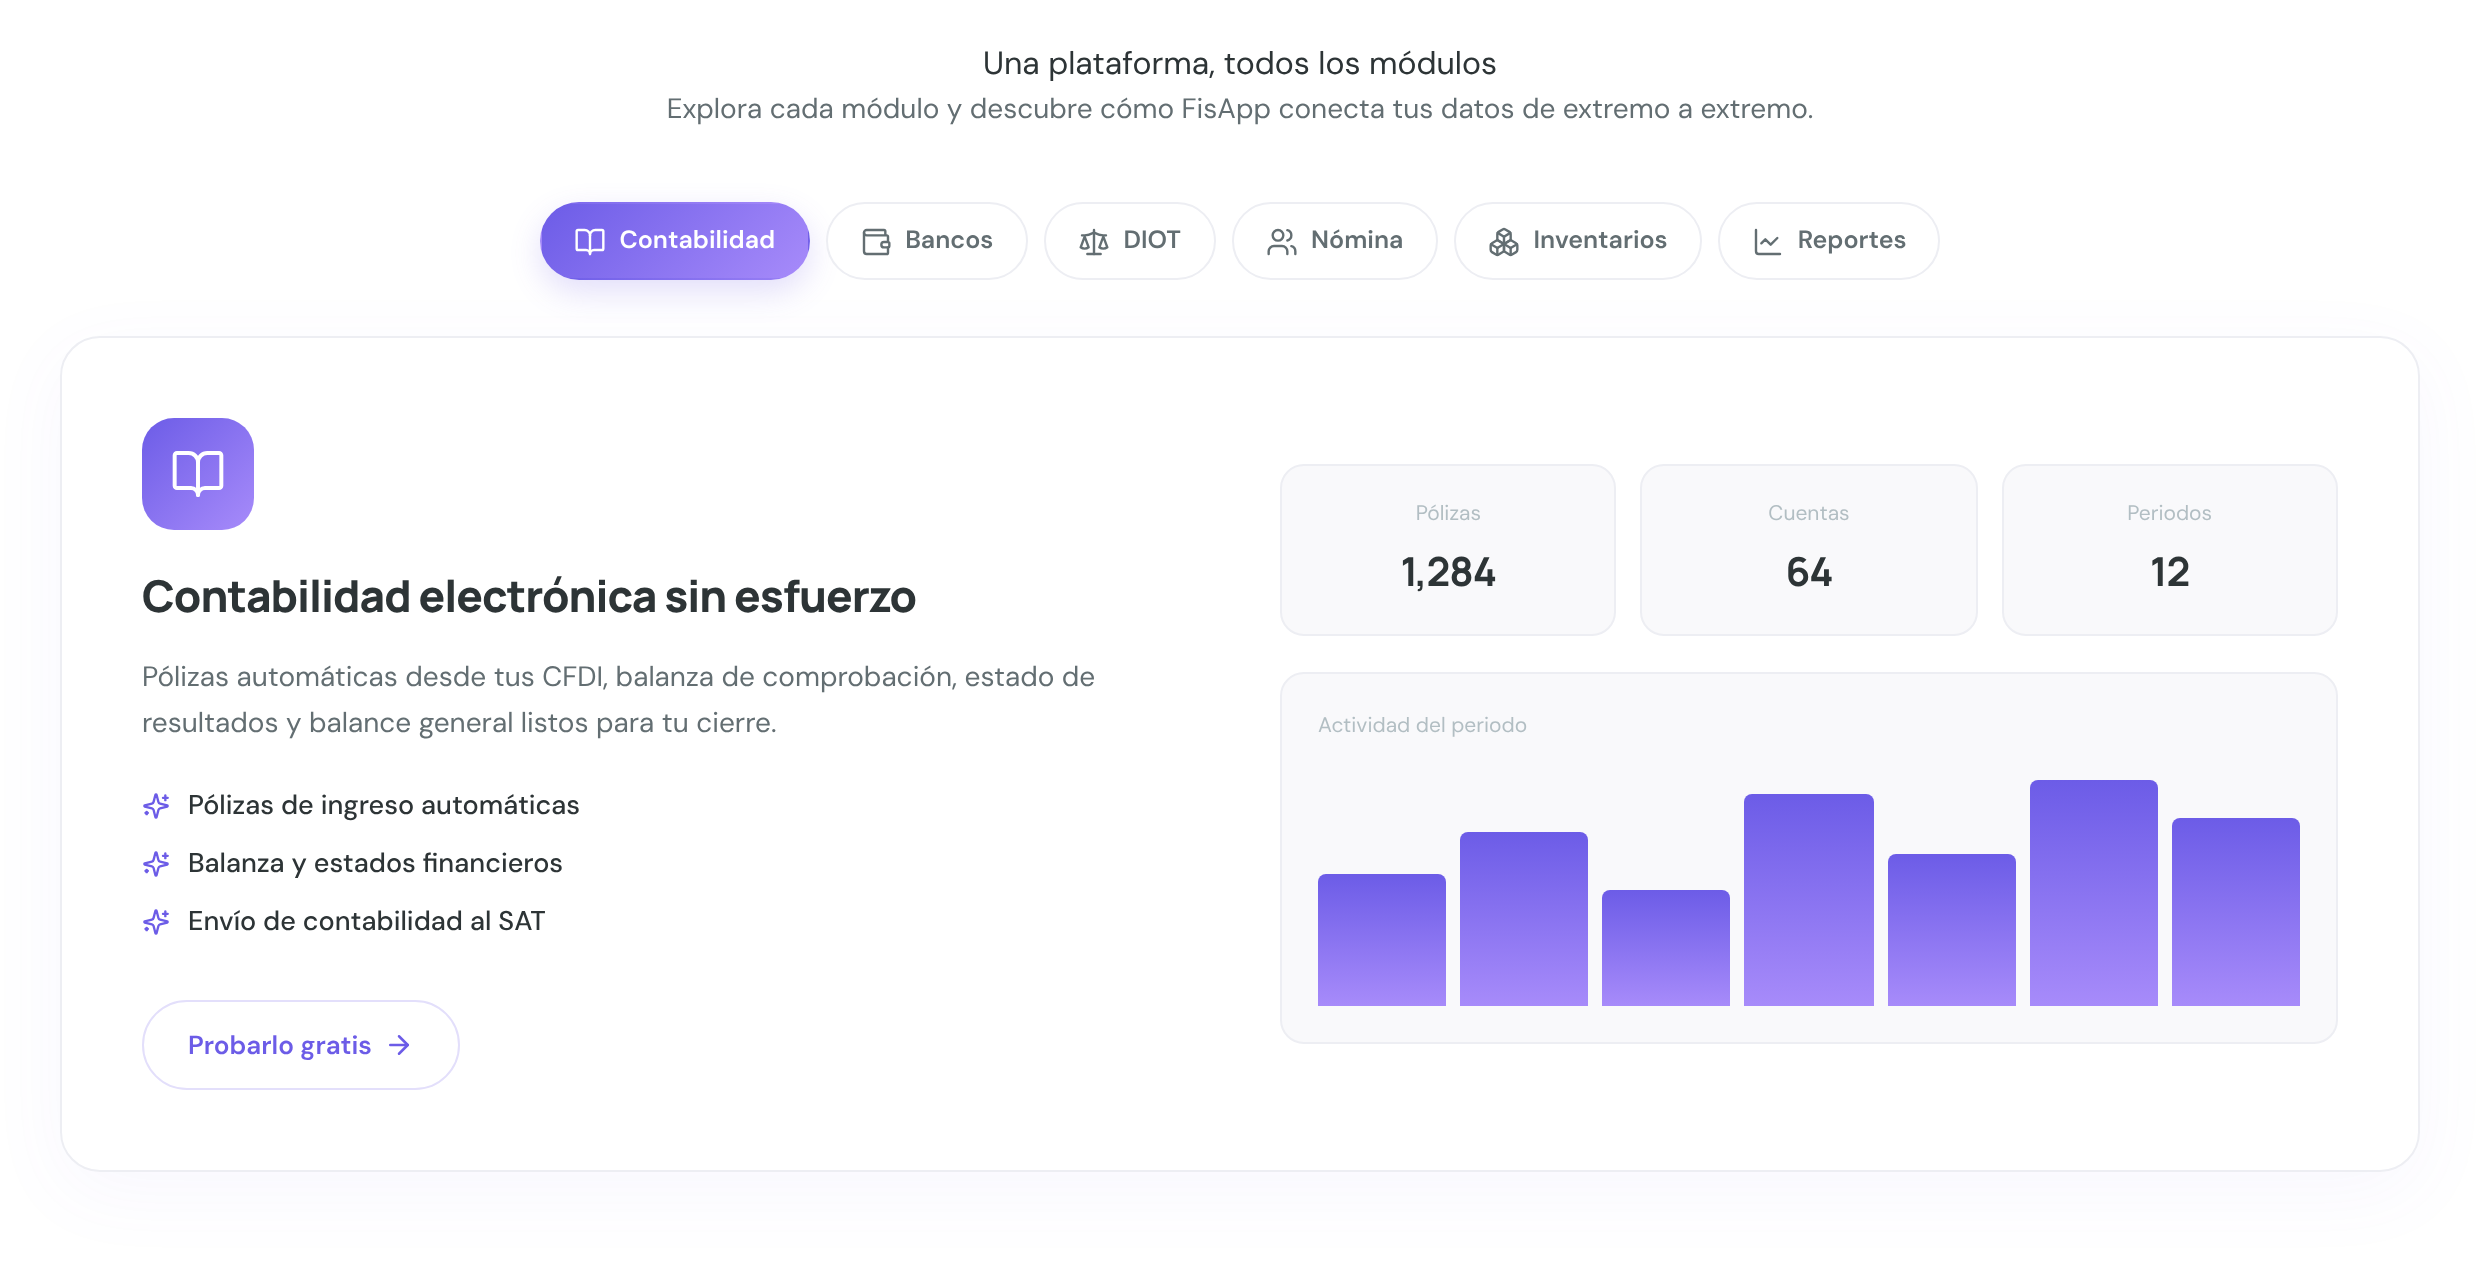 Una plataforma, todos los módulos
Explora cada módulo y descubre cómo FisApp conecta tus datos de extremo a extremo.
Contabilidad
Bancos
DIOT
Nómina
Inventarios
Reportes
Contabilidad electrónica sin esfuerzo
Pólizas automáticas desde tus CFDI, balanza de comprobación, estado de
resultados y balance general listos para tu cierre.
Pólizas de ingreso automáticas
Balanza y estados financieros
Envío de contabilidad al SAT
Probarlo gratis
Pólizas
1,284
Cuentas
64
Periodos
12
Actividad del periodo